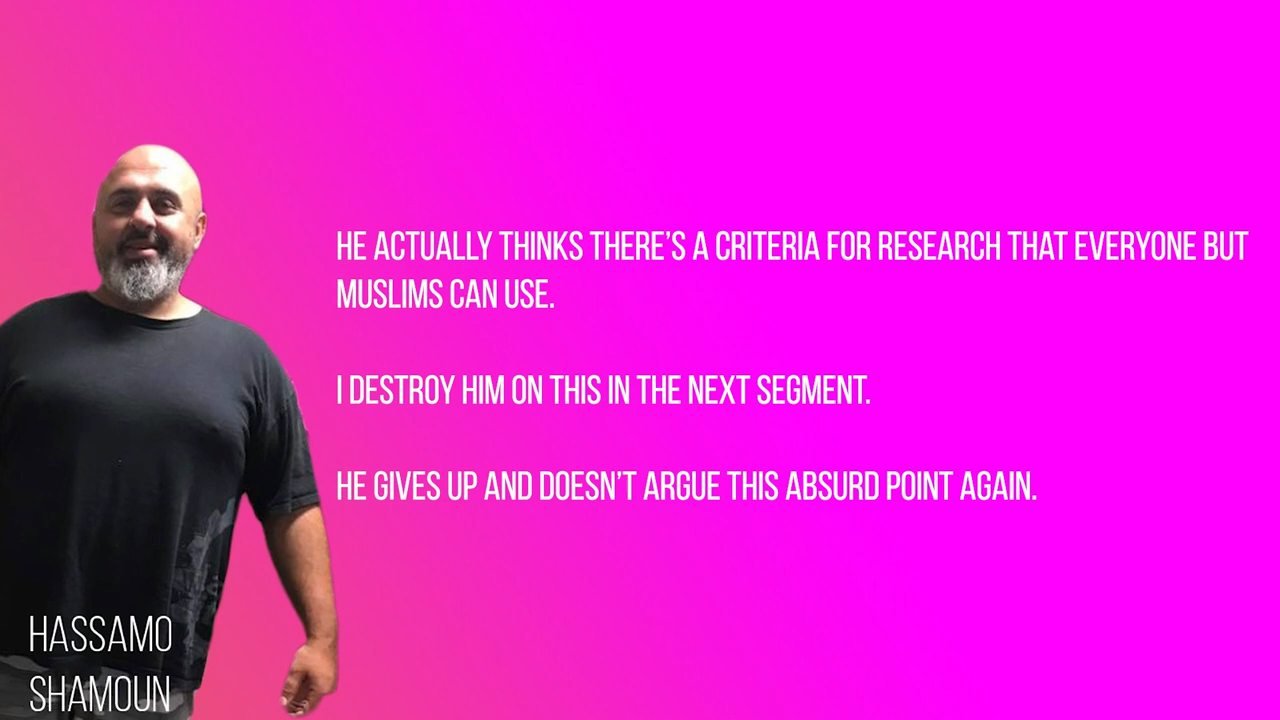 HE ACTUALLY THINKS THERE'S A CRITERIA FOR RESEARCH THAT EVERYONE BUT
MUSLIMS CAN USE.
I DESTROY HIM ON THIS IN THE NEXT SEGMENT.
HE GIVES UP AND DOESN'T ARGUE THIS ABSURD POINT AGAIN.
HASSAMO
SHAMOUN